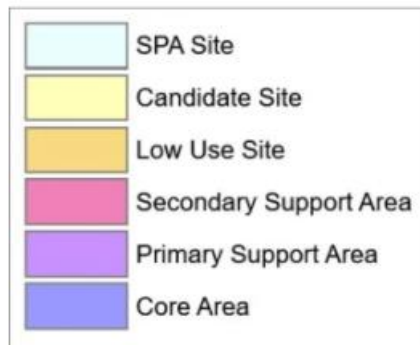 SPA Site
Candidate Site
Low Use Site
Secondary Support Area
Primary Support Area
Core Area